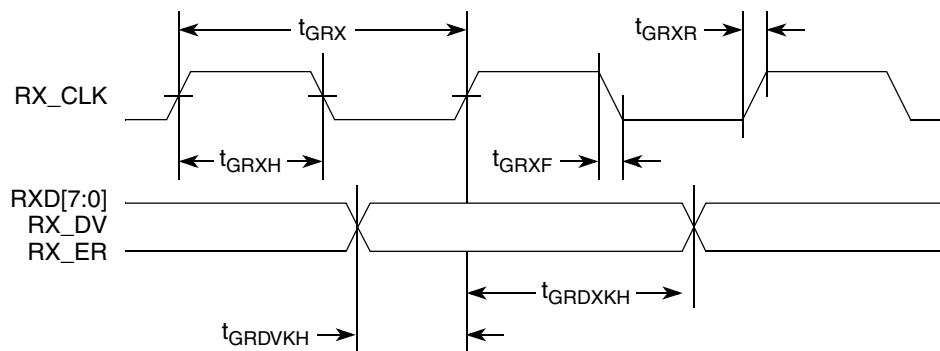 tGRX
tGRXR
RX_CLK
tGRXH
tGRXF
RXD[7:0]
RX_DV
RX_ER
tGRDXKH
tGRDVKH